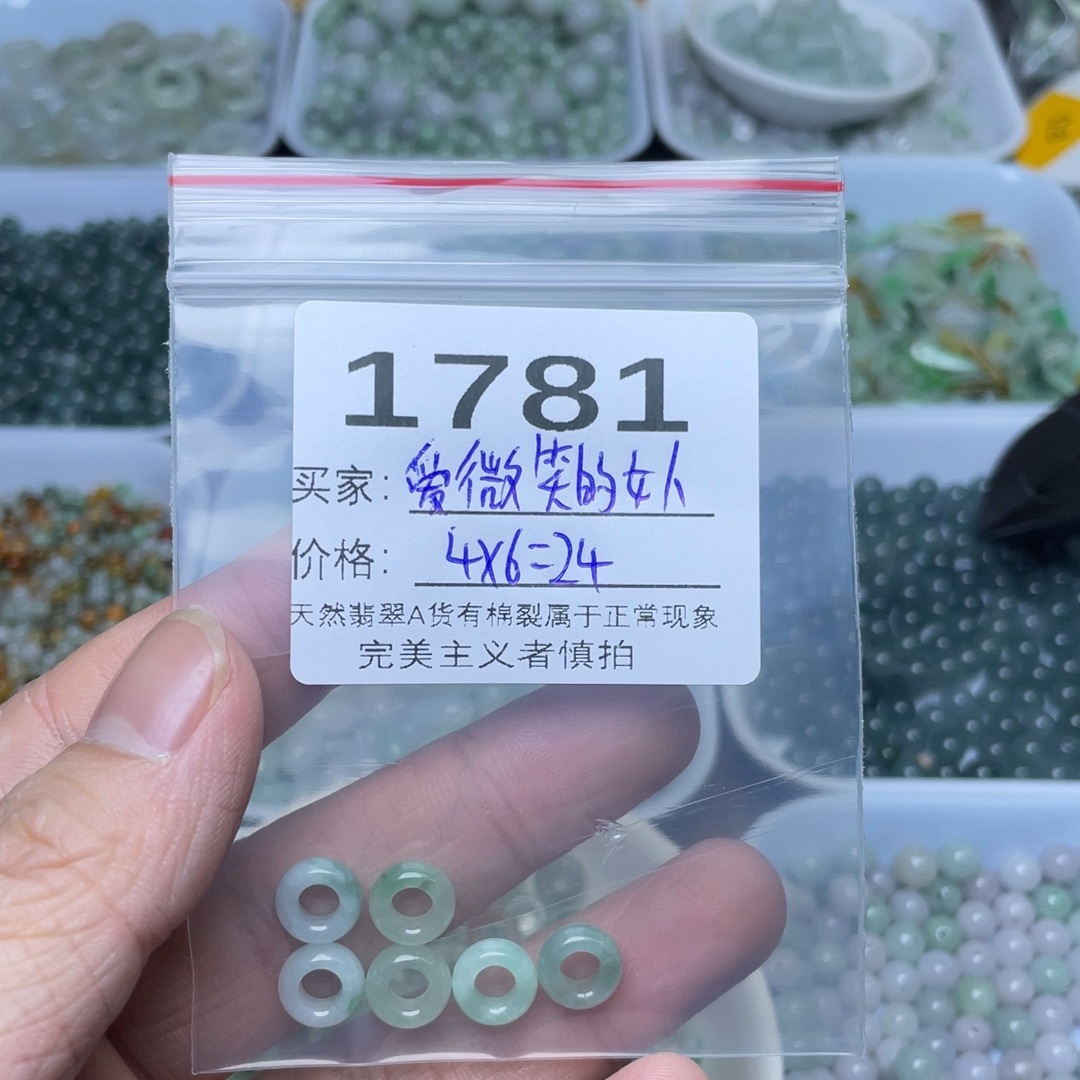 1781
买家: 爱微笑的女人
价格: 4x6=24
天然翡翠A货有棉裂属于正常现象
完美主义者慎拍